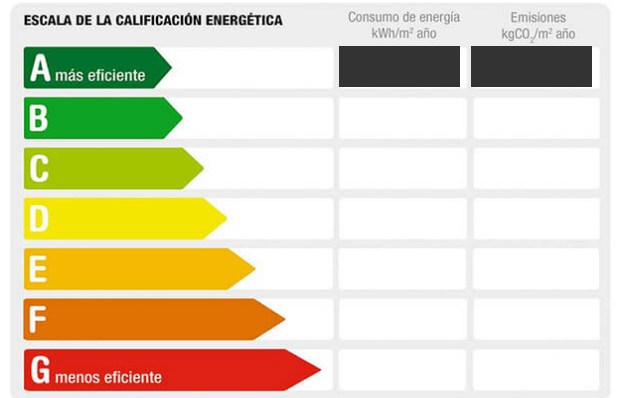 ESCALA DE LA CALIFICACIÓN ENERGÉTICA
Consumo de energía
kWh/m² año
Emisiones
kgCO₂/m² año
A más eficiente
B
C
D
E
F
G menos eficiente